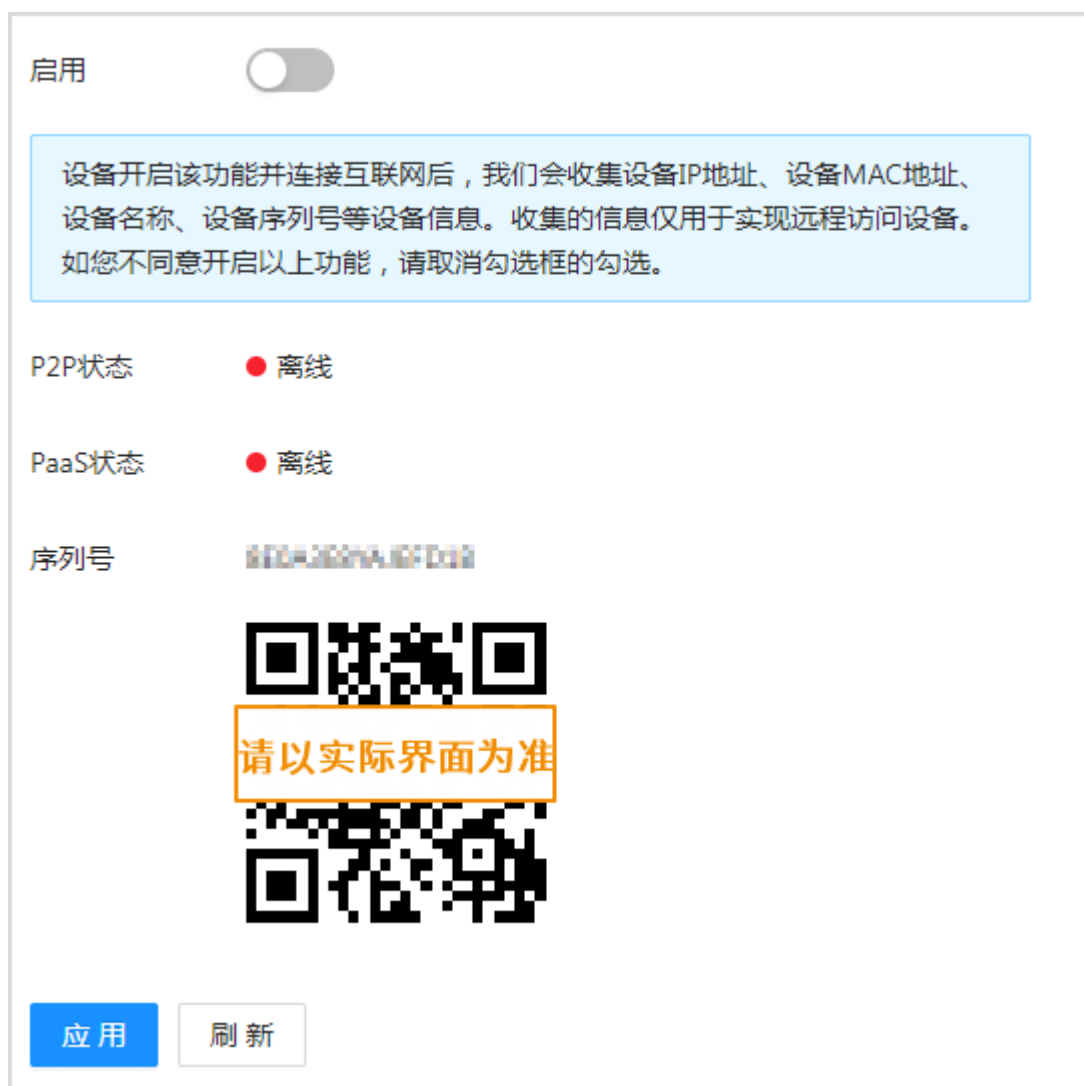 启用
设备开启该功能并连接互联网后，我们会收集设备IP地址、设备MAC地址、
设备名称、设备序列号等设备信息。收集的信息仅用于实现远程访问设备。
如您不同意开启以上功能，请取消勾选框的勾选。
P2P状态 离线
PaaS状态 离线
序列号
请以实际界面为准
应用 刷新